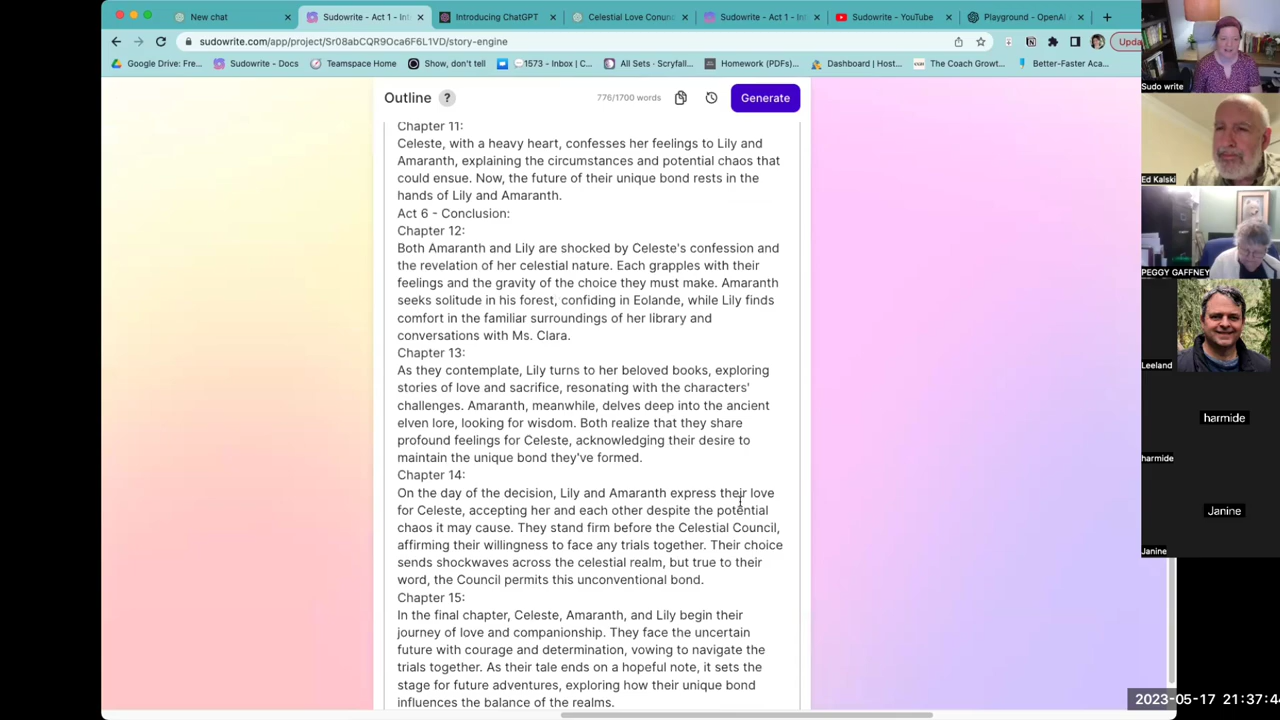 New chat
Sudowrite - Act 1 - Int
Introducing ChatGPT
Celestial Love Conun
Sudowrite - Act 1 - Int
Sudowrite - YouTube
Playground - OpenAI
sudowrite.com/app/project/Sr08abCQR9Oca6F6L1VD/story-engine
Upda
Google Drive: Fre...
Sudowrite - Docs
Teamspace Home
Show, don't tell
1573 - Inbox | C...
All Sets · Scryfall...
Homework (PDFs)...
Dashboard | Host...
The Coach Growt...
Better-Faster Aca...
Sudo write
Outline ?
776/1700 words
Generate
Chapter 11:
Celeste, with a heavy heart, confesses her feelings to Lily and
Amaranth, explaining the circumstances and potential chaos that
could ensue. Now, the future of their unique bond rests in the
hands of Lily and Amaranth.
Act 6 - Conclusion:
Chapter 12:
Both Amaranth and Lily are shocked by Celeste's confession and
the revelation of her celestial nature. Each grapples with their
feelings and the gravity of the choice they must make. Amaranth
seeks solitude in his forest, confiding in Eolande, while Lily finds
comfort in the familiar surroundings of her library and
conversations with Ms. Clara.
Chapter 13:
As they contemplate, Lily turns to her beloved books, exploring
stories of love and sacrifice, resonating with the characters'
challenges. Amaranth, meanwhile, delves deep into the ancient
elven lore, looking for wisdom. Both realize that they share
profound feelings for Celeste, acknowledging their desire to
maintain the unique bond they've formed.
Chapter 14:
On the day of the decision, Lily and Amaranth express their love
for Celeste, accepting her and each other despite the potential
chaos it may cause. They stand firm before the Celestial Council,
affirming their willingness to face any trials together. Their choice
sends shockwaves across the celestial realm, but true to their
word, the Council permits this unconventional bond.
Chapter 15:
In the final chapter, Celeste, Amaranth, and Lily begin their
journey of love and companionship. They face the uncertain
future with courage and determination, vowing to navigate the
trials together. As their tale ends on a hopeful note, it sets the
stage for future adventures, exploring how their unique bond
influences the balance of the realms.
Ed Kalski
PEGGY GAFFNEY
Leeland
harmide
harmide
Janine
Janine
2023-05-17 21:37:4